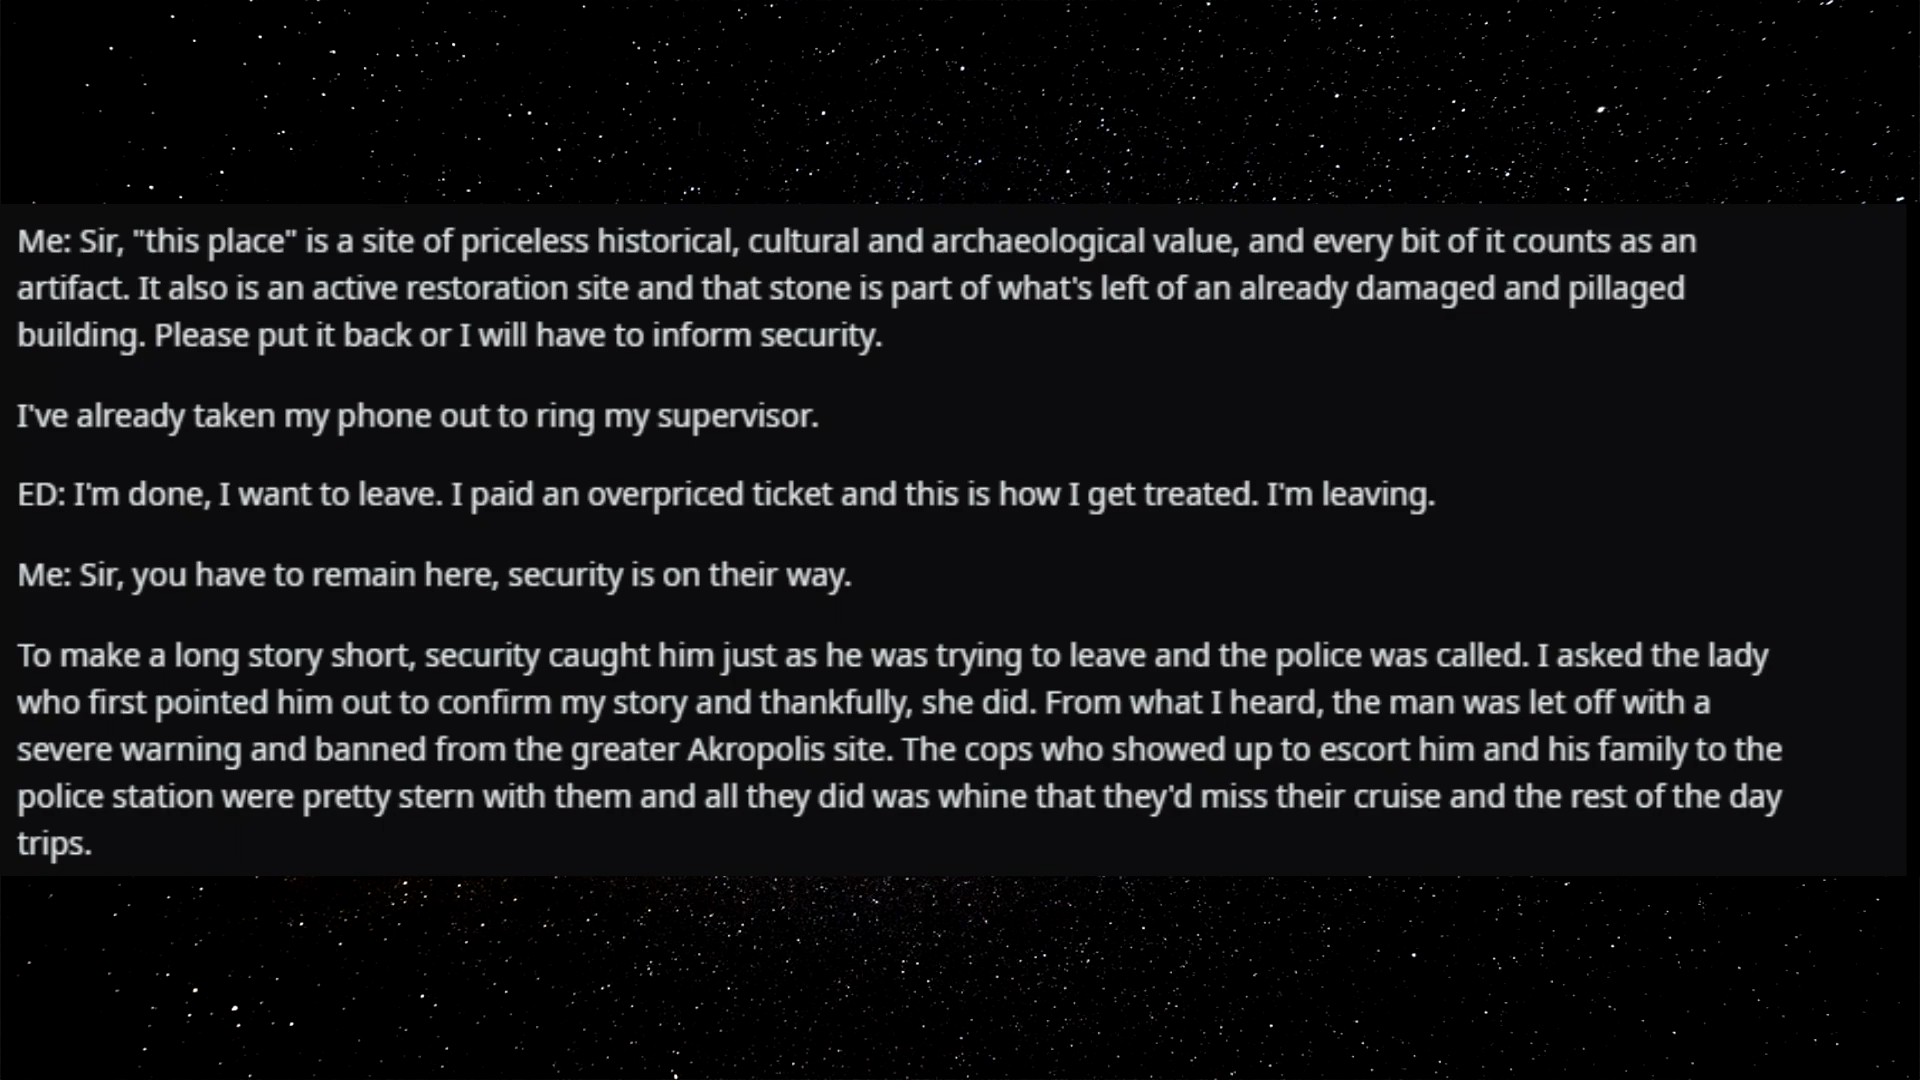 Me: Sir, "this place" is a site of priceless historical, cultural and archaeological value, and every bit of it counts as an
artifact. It also is an active restoration site and that stone is part of what's left of an already damaged and pillaged
building. Please put it back or I will have to inform security.
I've already taken my phone out to ring my supervisor.
ED: I'm done, I want to leave. I paid an overpriced ticket and this is how I get treated. I'm leaving.
Me: Sir, you have to remain here, security is on their way.
To make a long story short, security caught him just as he was trying to leave and the police was called. I asked the lady
who first pointed him out to confirm my story and thankfully, she did. From what I heard, the man was let off with a
severe warning and banned from the greater Akropolis site. The cops who showed up to escort him and his family to the
police station were pretty stern with them and all they did was whine that they'd miss their cruise and the rest of the day
trips.